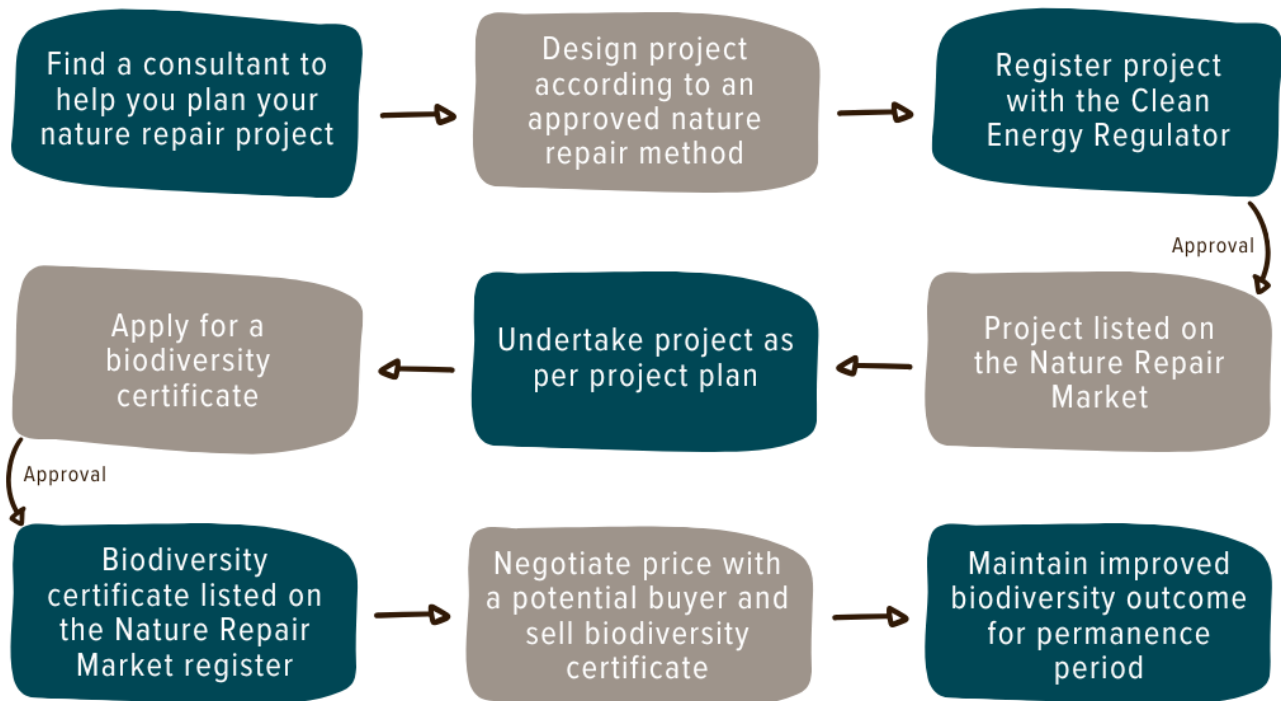 Find a consultant to
help you plan your
nature repair project
Design project
according to an
approved nature
repair method
Register project
with the Clean
Energy Regulator
Approval
Project listed on
the Nature Repair
Market
Undertake project as
per project plan
Apply for a
biodiversity
certificate
Approval
Biodiversity
certificate listed on
the Nature Repair
Market register
Negotiate price with
a potential buyer and
sell biodiversity
certificate
Maintain improved
biodiversity outcome
for permanence
period